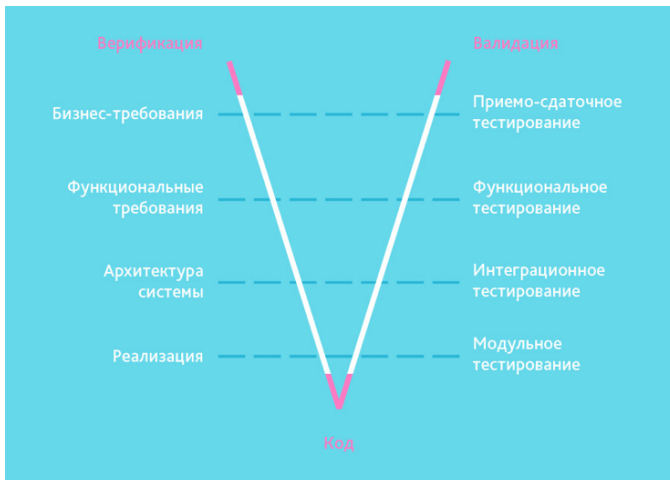 Верификация
Валидация
Бизнес-требования
Приемо-сдаточное
тестирование
Функциональные
требования
Функциональное
тестирование
Архитектура
системы
Интеграционное
тестирование
Реализация
Модульное
тестирование
Код